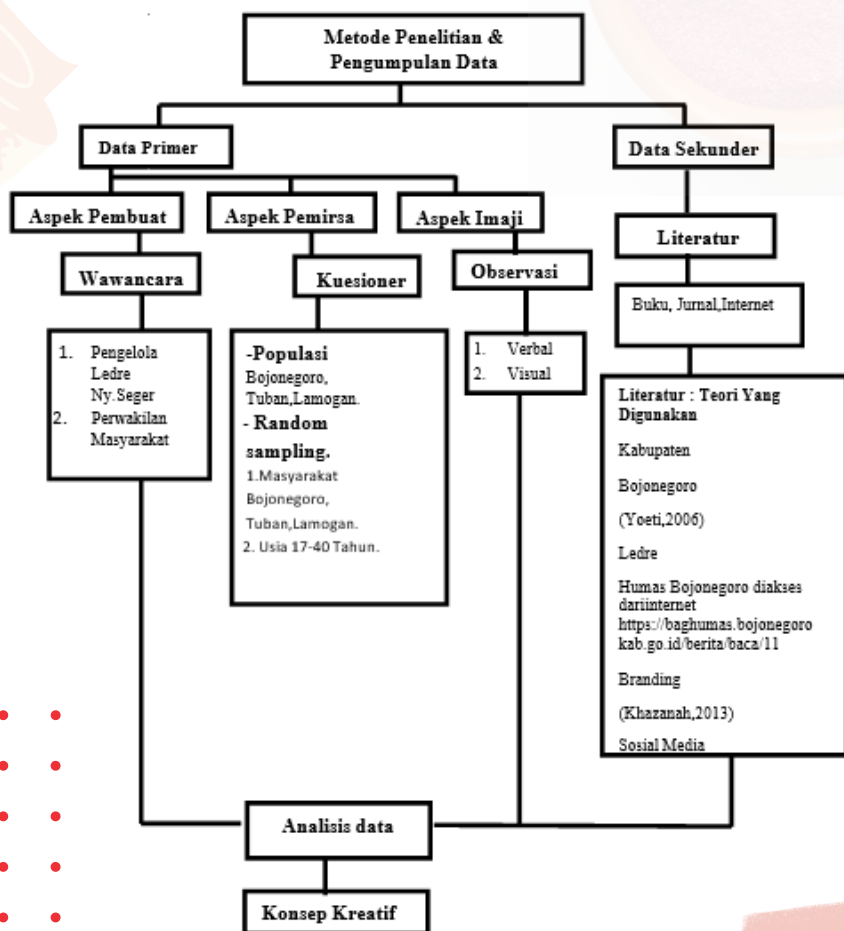 Metode Penelitian &
Pengumpulan Data
Data Primer
Data Sekunder
Aspek Pembuat
Aspek Pemirsa
Aspek Imaji
Literatur
Wawancara
Kuesioner
Observasi
Buku, Jurnal,Internet
1. Pengelola
Ledre
Ny.Seger
2. Perwakilan
Masyarakat
-Populasi
Bojonegoro,
Tuban,Lamogan.
- Random
sampling.
1.Masyarakat
Bojonegoro,
Tuban,Lamogan.
2. Usia 17-40 Tahun.
1. Verbal
2. Visual
Literatur : Teori Yang
Digunakan
Kabupaten
Bojonegoro
(Yoeti,2006)
Ledre
Humas Bojonegoro diakses
dariinternet
https://baghumas.bojonegoro
kab.go.id/berita/baca/11
Branding
(Khazanah,2013)
Sosial Media
Analisis data
Konsep Kreatif